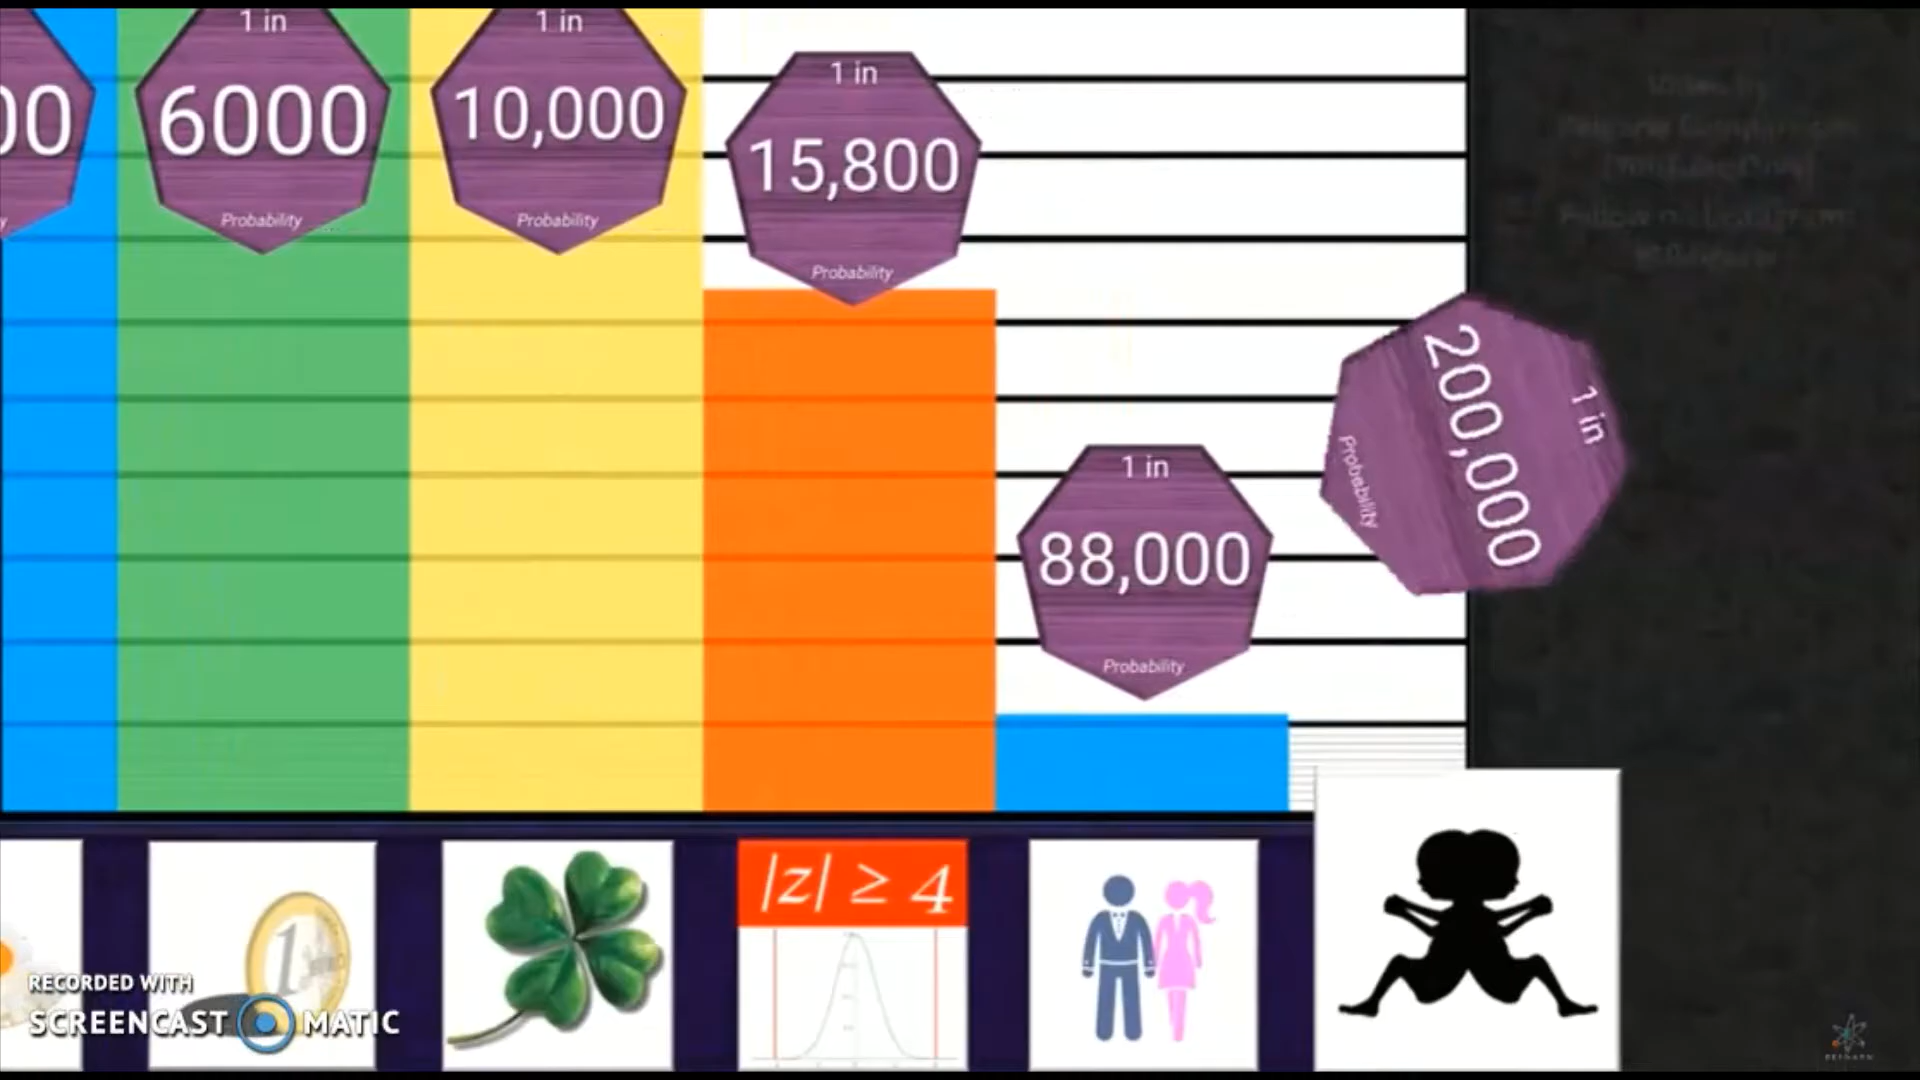 00
y
1 in
6000
Probability
1 in
10,000
Probability
1 in
15,800
Probability
1 in
88,000
Probability
1 in
200,000
Probability
|z| ≥ 4
1
RECORDED WITH
SCREENCAST MATIC